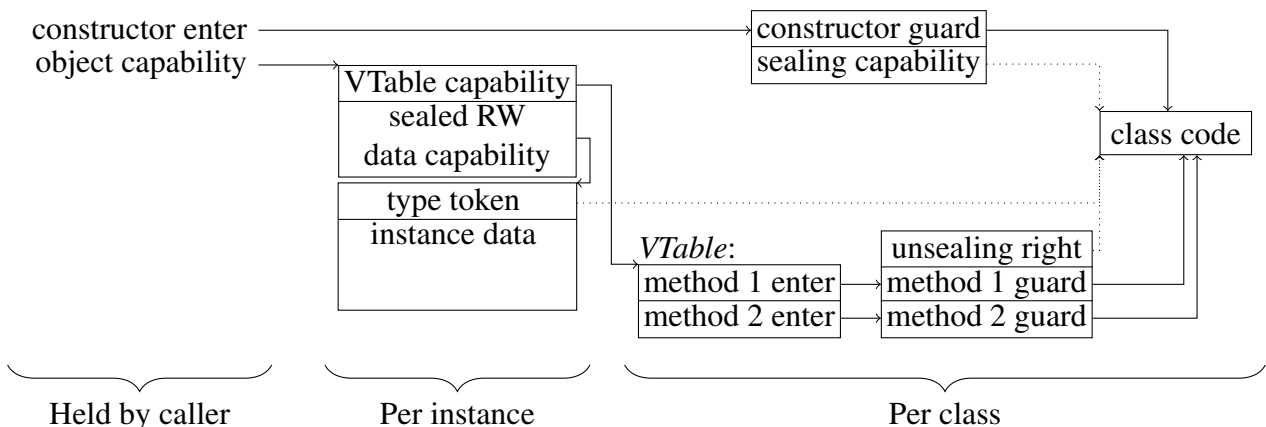 constructor enter
object capability
VTable capability
sealed RW
data capability
type token
instance data
constructor guard
sealing capability
class code
VTable:
method 1 enter
method 2 enter
unsealing right
method 1 guard
method 2 guard
Held by caller
Per instance
Per class